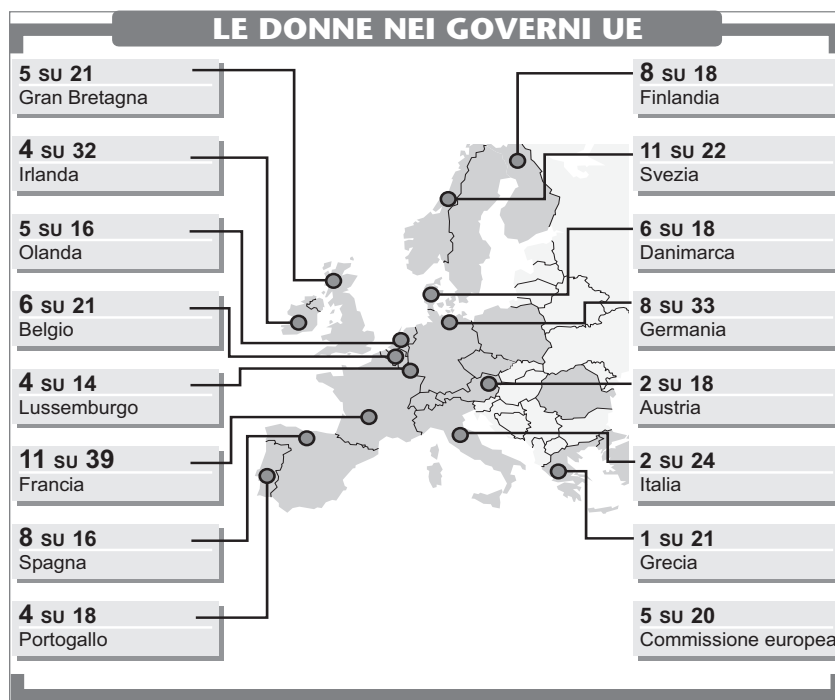 LE DONNE NEI GOVERNI UE
5 SU 21
Gran Bretagna
4 SU 32
Irlanda
5 SU 16
Olanda
6 SU 21
Belgio
4 SU 14
Lussemburgo
11 SU 39
Francia
8 SU 16
Spagna
4 SU 18
Portogallo
8 SU 18
Finlandia
11 SU 22
Svezia
6 SU 18
Danimarca
8 SU 33
Germania
2 SU 18
Austria
2 SU 24
Italia
1 SU 21
Grecia
5 SU 20
Commissione europea